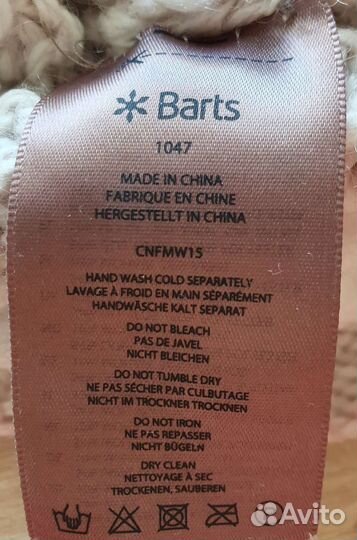 Barts
1047
MADE IN CHINA
FABRIQUE EN CHINE
HERGESTELLT IN CHINA
CNFMW15
HAND WASH COLD SEPARATELY
LAVAGE À FROID EN MAIN SÉPARÉMENT
HANDWÄSCHE KALT SEPARAT
DO NOT BLEACH
PAS DE JAVEL
NICHT BLEICHEN
DO NOT TUMBLE DRY
NE PAS SÉCHER PAR CULBUTAGE
NICHT IM TROCKNER TROCKNEN
DO NOT IRON
NE PAS REPASSER
NICHT BÜGELN
DRY CLEAN
NETTOYAGE À SEC
TROCKENEN, SAUBEREN
Avito